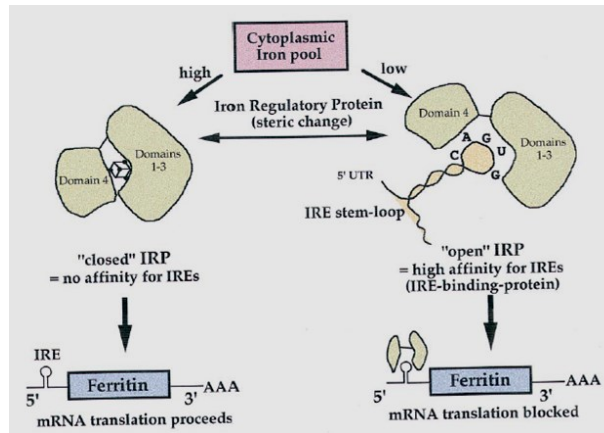 Cytoplasmic
Iron pool
high
low
Iron Regulatory Protein
(steric change)
Domain 4
Domains
1-3
Domain 4
Domains
1-3
C A G U G
5' UTR
IRE stem-loop
"closed" IRP
= no affinity for IREs
"open" IRP
= high affinity for IREs
(IRE-binding-protein)
IRE
Ferritin
5'
3'
AAA
mRNA translation proceeds
Ferritin
5'
3'
AAA
mRNA translation blocked